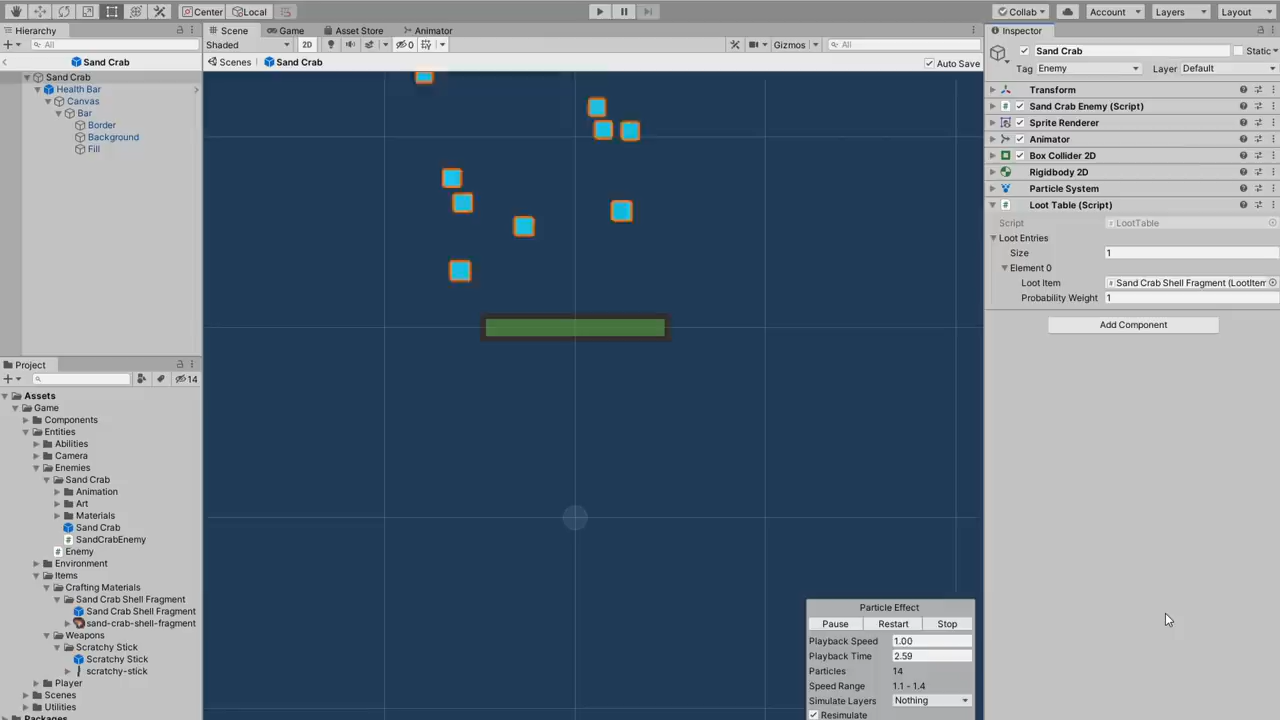 Center
Local
Collab
Account
Layers
Layout
Hierarchy
All
Sand Crab
Sand Crab
Health Bar
Canvas
Bar
Border
Background
Fill
Project
14
Assets
Game
Components
Entities
Abilities
Camera
Enemies
Sand Crab
Animation
Art
Materials
Sand Crab
SandCrabEnemy
Enemy
Environment
Items
Crafting Materials
Sand Crab Shell Fragment
Sand Crab Shell Fragment
sand-crab-shell-fragment
Weapons
Scratchy Stick
Scratchy Stick
scratchy-stick
Player
Scenes
Utilities
Packages
Scene
Game
Asset Store
Animator
Shaded
2D
0
Gizmos
All
Scenes
Sand Crab
Auto Save
Particle Effect
Pause
Restart
Stop
Playback Speed
1.00
Playback Time
2.59
Particles
14
Speed Range
1.1 - 1.4
Simulate Layers
Nothing
Resimulate
Inspector
Sand Crab
Static
Tag
Enemy
Layer
Default
Transform
Sand Crab Enemy (Script)
Sprite Renderer
Animator
Box Collider 2D
Rigidbody 2D
Particle System
Loot Table (Script)
Script
LootTable
Loot Entries
Size
1
Element 0
Loot Item
Sand Crab Shell Fragment (LootItem
Probability Weight
1
Add Component